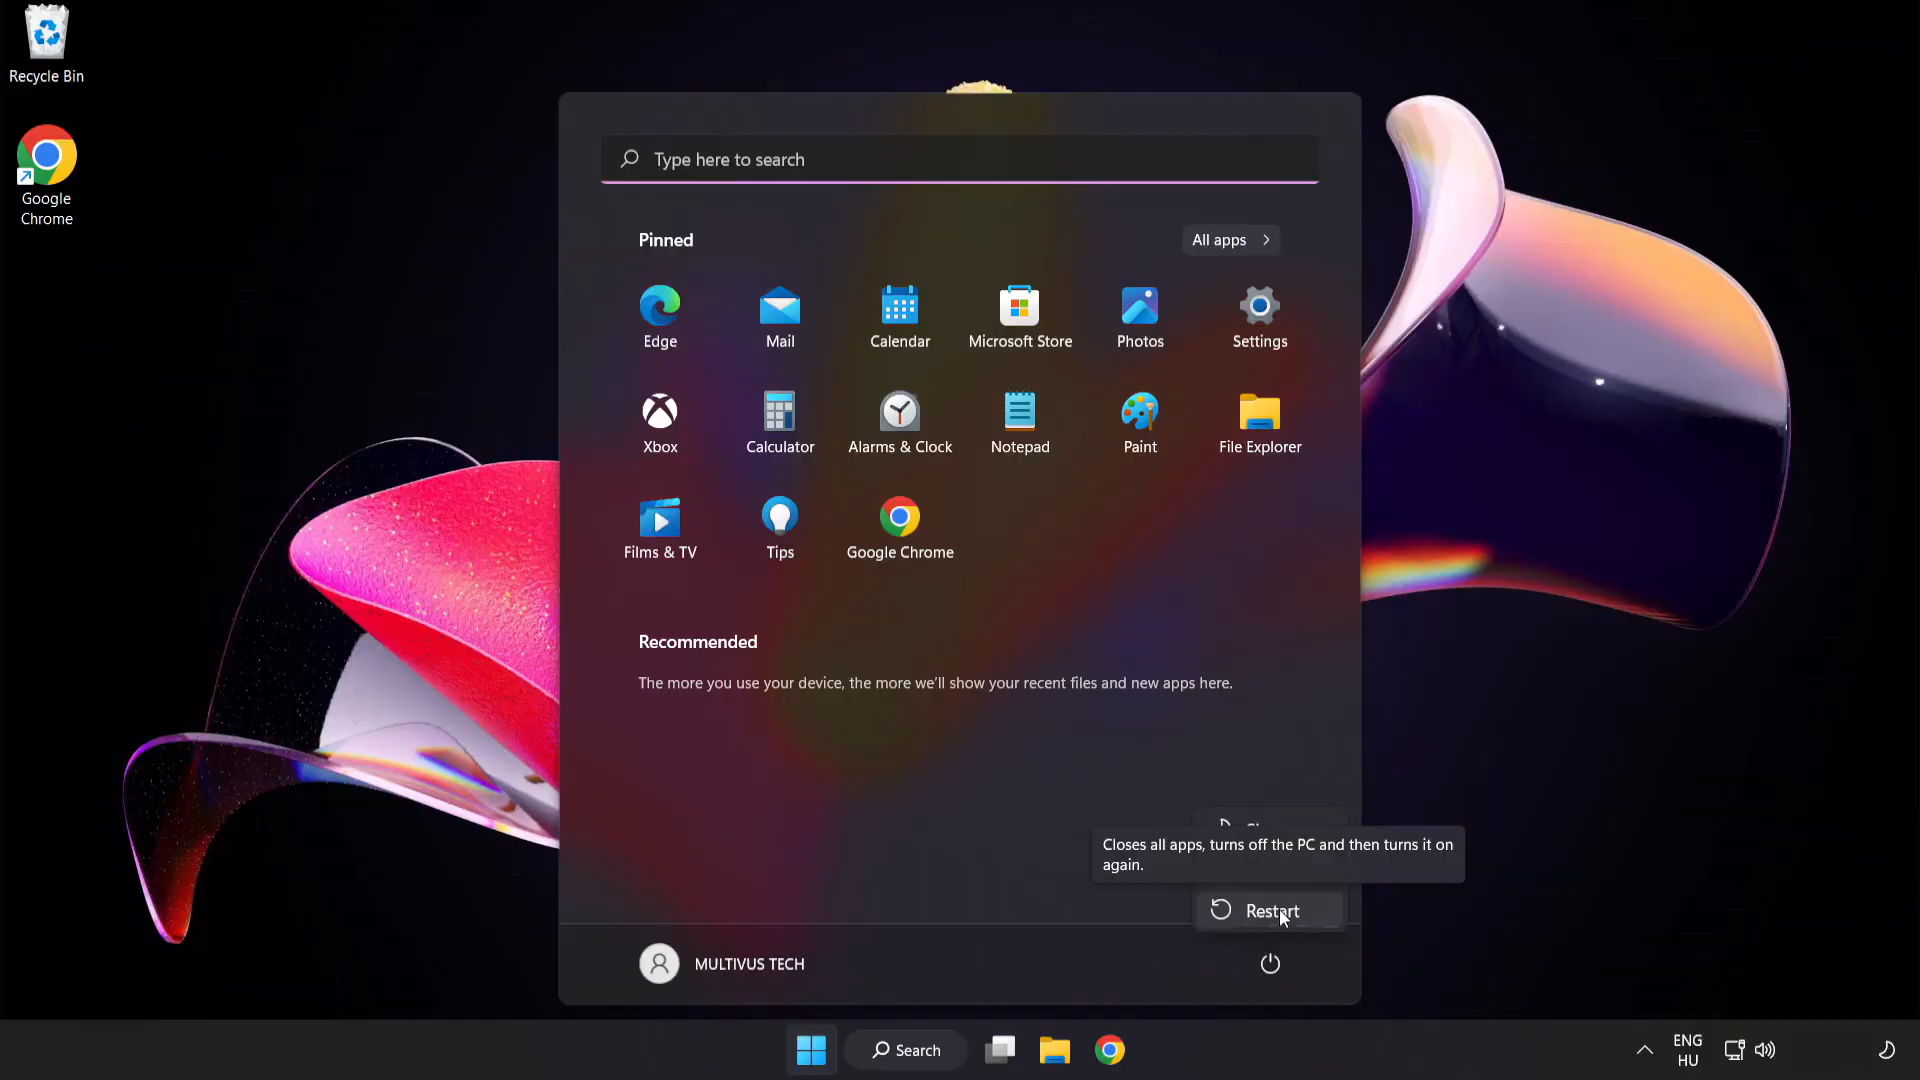 Recycle Bin
Google
Chrome
Type here to search
Pinned
All apps
Edge
Mail
Calendar
Microsoft Store
Photos
Settings
Xbox
Calculator
Alarms & Clock
Notepad
Paint
File Explorer
Films & TV
Tips
Google Chrome
Recommended
The more you use your device, the more we'll show your recent files and new apps here.
Closes all apps, turns off the PC and then turns it on
again.
Restart
MULTIVUS TECH
Search
ENG
HU